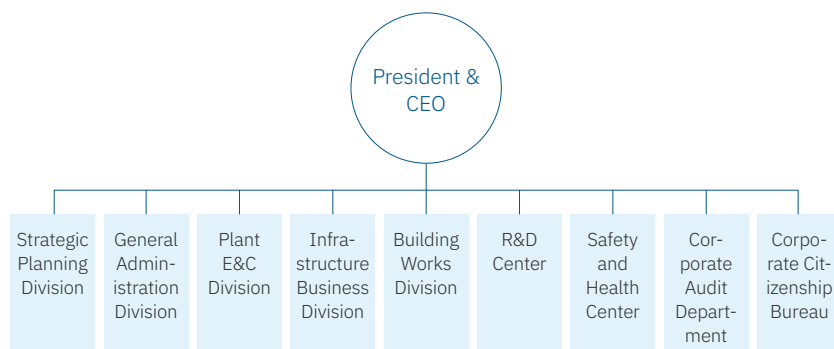 President &
CEO
Strategic
Planning
Division
General
Admin-
istration
Division
Plant
E&C
Division
Infra-
structure
Business
Division
Building
Works
Division
R&D
Center
Safety
and
Health
Center
Cor-
porate
Audit
Depart-
ment
Corpo-
rate Cit-
izenship
Bureau